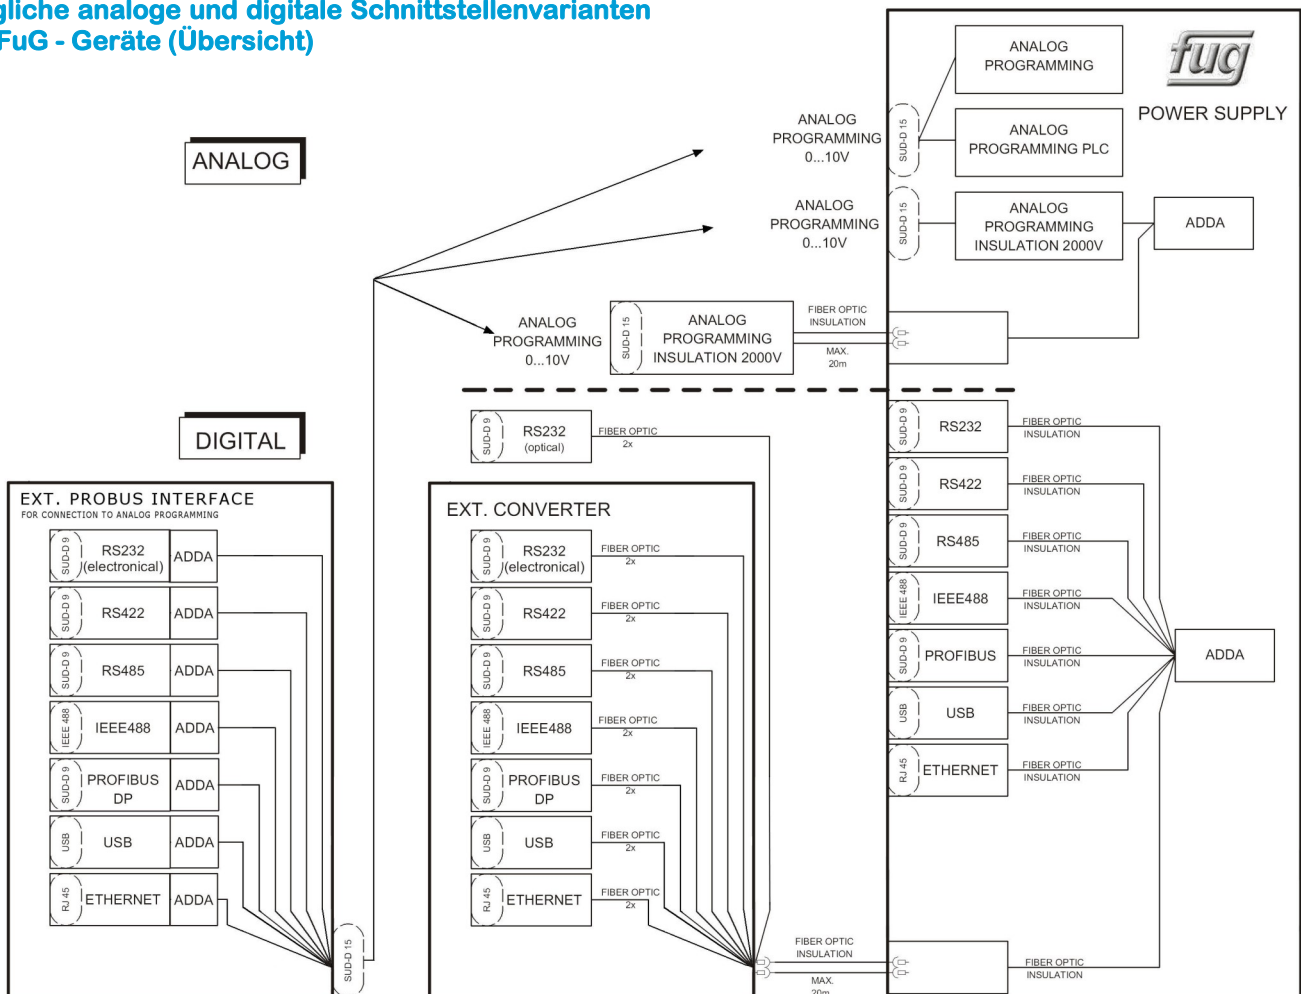 gliche analoge und digitale Schnittstellenvarianten
FuG - Geräte (Übersicht)
ANALOG
DIGITAL
fug
POWER SUPPLY
ANALOG
PROGRAMMING
ANALOG
PROGRAMMING
0...10V
SUD-D 15
ANALOG
PROGRAMMING PLC
ANALOG
PROGRAMMING
0...10V
SUD-D 15
ANALOG
PROGRAMMING
INSULATION 2000V
ADDA
ANALOG
PROGRAMMING
0...10V
SUD-D 15
ANALOG
PROGRAMMING
INSULATION 2000V
FIBER OPTIC
INSULATION
MAX.
20m
EXT. PROBUS INTERFACE
FOR CONNECTION TO ANALOG PROGRAMMING
SUD-D 9
RS232
(electronical)
ADDA
SUD-D 9
RS422
ADDA
SUD-D 9
RS485
ADDA
IEEE 488
IEEE488
ADDA
SUD-D 9
PROFIBUS
DP
ADDA
USB
USB
ADDA
RJ 45
ETHERNET
ADDA
SUD-D 15
SUD-D 9
RS232
(optical)
FIBER OPTIC
2x
EXT. CONVERTER
SUD-D 9
RS232
(electronical)
FIBER OPTIC
2x
SUD-D 9
RS422
FIBER OPTIC
2x
SUD-D 9
RS485
FIBER OPTIC
2x
IEEE 488
IEEE488
FIBER OPTIC
2x
SUD-D 9
PROFIBUS
DP
FIBER OPTIC
2x
USB
USB
FIBER OPTIC
2x
RJ 45
ETHERNET
FIBER OPTIC
2x
FIBER OPTIC
INSULATION
MAX.
20m
SUD-D 9
RS232
FIBER OPTIC
INSULATION
SUD-D 9
RS422
FIBER OPTIC
INSULATION
SUD-D 9
RS485
FIBER OPTIC
INSULATION
IEEE 488
IEEE488
FIBER OPTIC
INSULATION
SUD-D 9
PROFIBUS
FIBER OPTIC
INSULATION
USB
USB
FIBER OPTIC
INSULATION
RJ 45
ETHERNET
FIBER OPTIC
INSULATION
ADDA
FIBER OPTIC
INSULATION